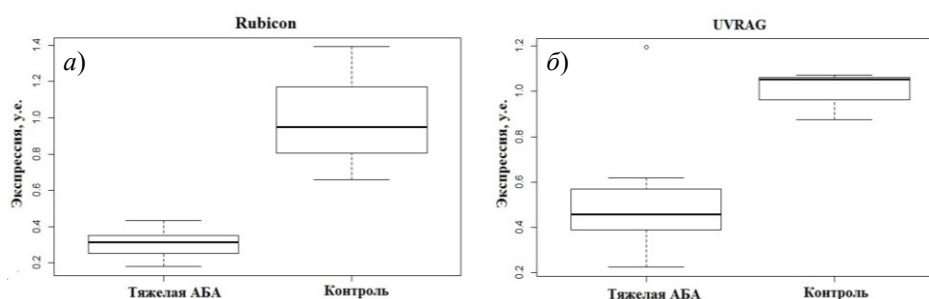 Rubicon
а)
Экспрессия, у.е.
1.4
1.2
1.0
0.8
0.6
0.4
0.2
Тяжелая АБА
Контроль
UVRAG
б)
Экспрессия, у.е.
1.2
1.0
0.8
0.6
0.4
0.2
Тяжелая АБА
Контроль